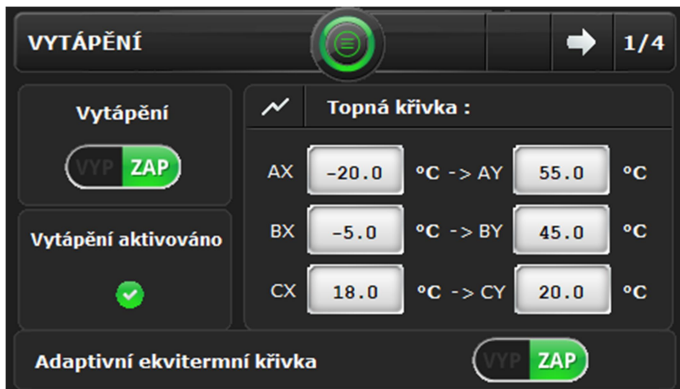 VYTÁPĚNÍ
1/4
Vytápění
VYP ZAP
Vytápění aktivováno
Topná křivka :
AX -20.0 °C -> AY 55.0 °C
BX -5.0 °C -> BY 45.0 °C
CX 18.0 °C -> CY 20.0 °C
Adaptivní ekvitermní křivka
VYP ZAP